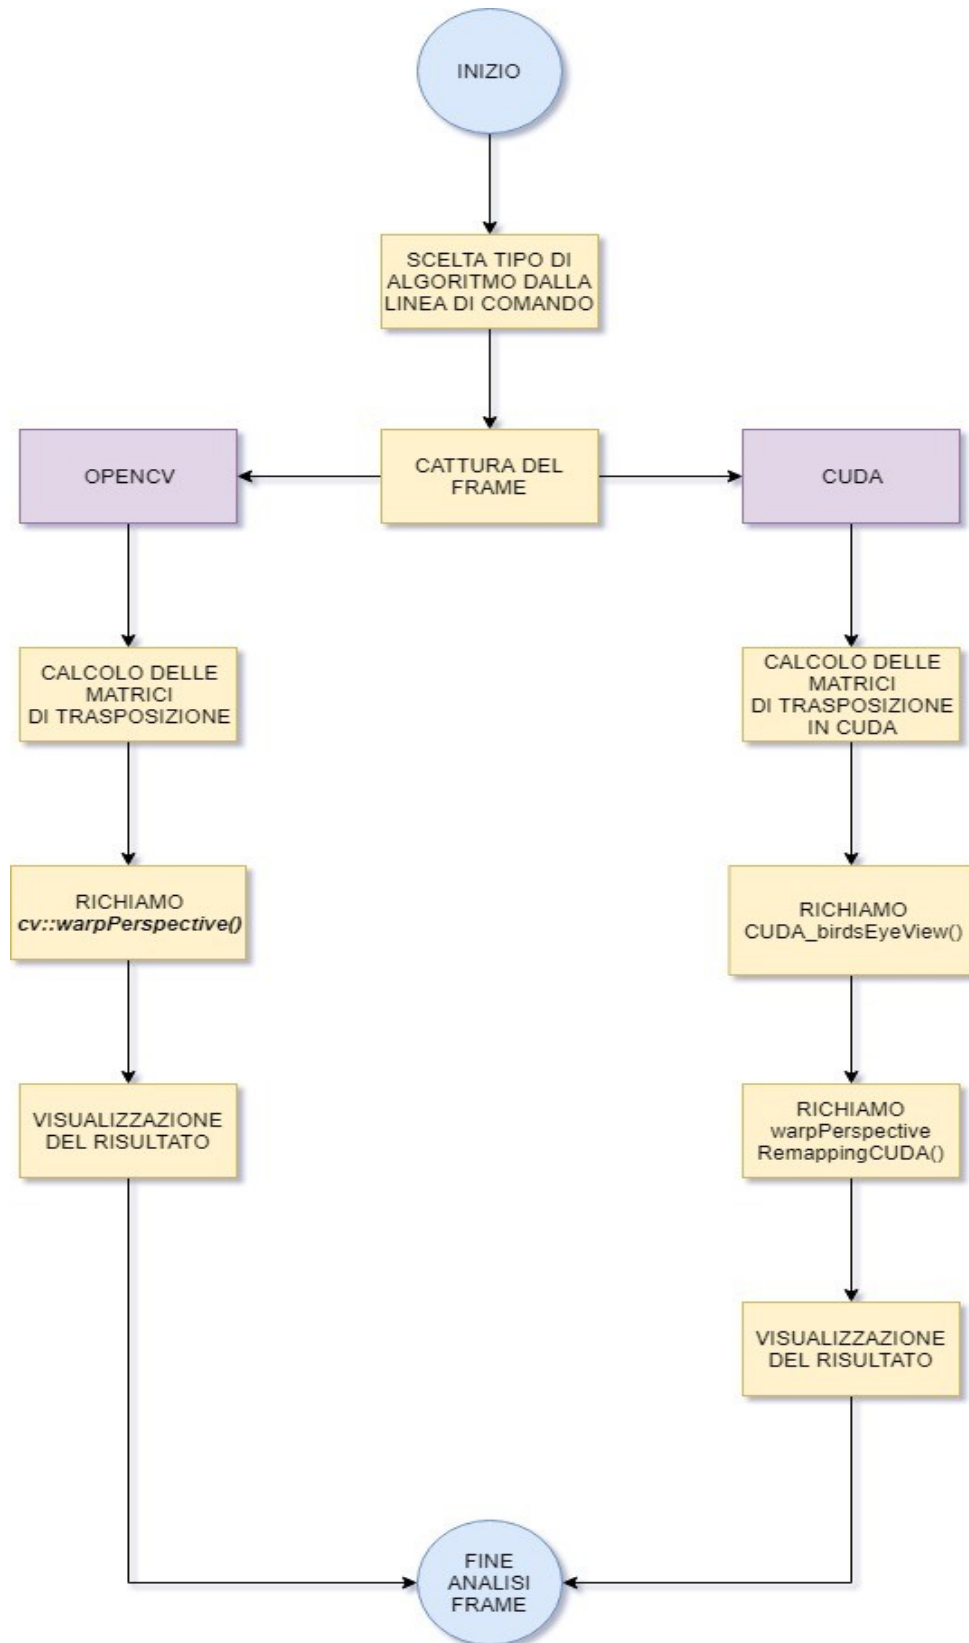 INIZIO
SCELTA TIPO DI
ALGORITMO DALLA
LINEA DI COMANDO
OPENCV
CATTURA DEL
FRAME
CUDA
CALCOLO DELLE
MATRICI
DI TRASPOSIZIONE
CALCOLO DELLE
MATRICI
DI TRASPOSIZIONE
IN CUDA
RICHIAMO
cv::warpPerspective()
RICHIAMO
CUDA_birdsEyeView()
VISUALIZZAZIONE
DEL RISULTATO
RICHIAMO
warpPerspective
RemappingCUDA()
VISUALIZZAZIONE
DEL RISULTATO
FINE
ANALISI
FRAME